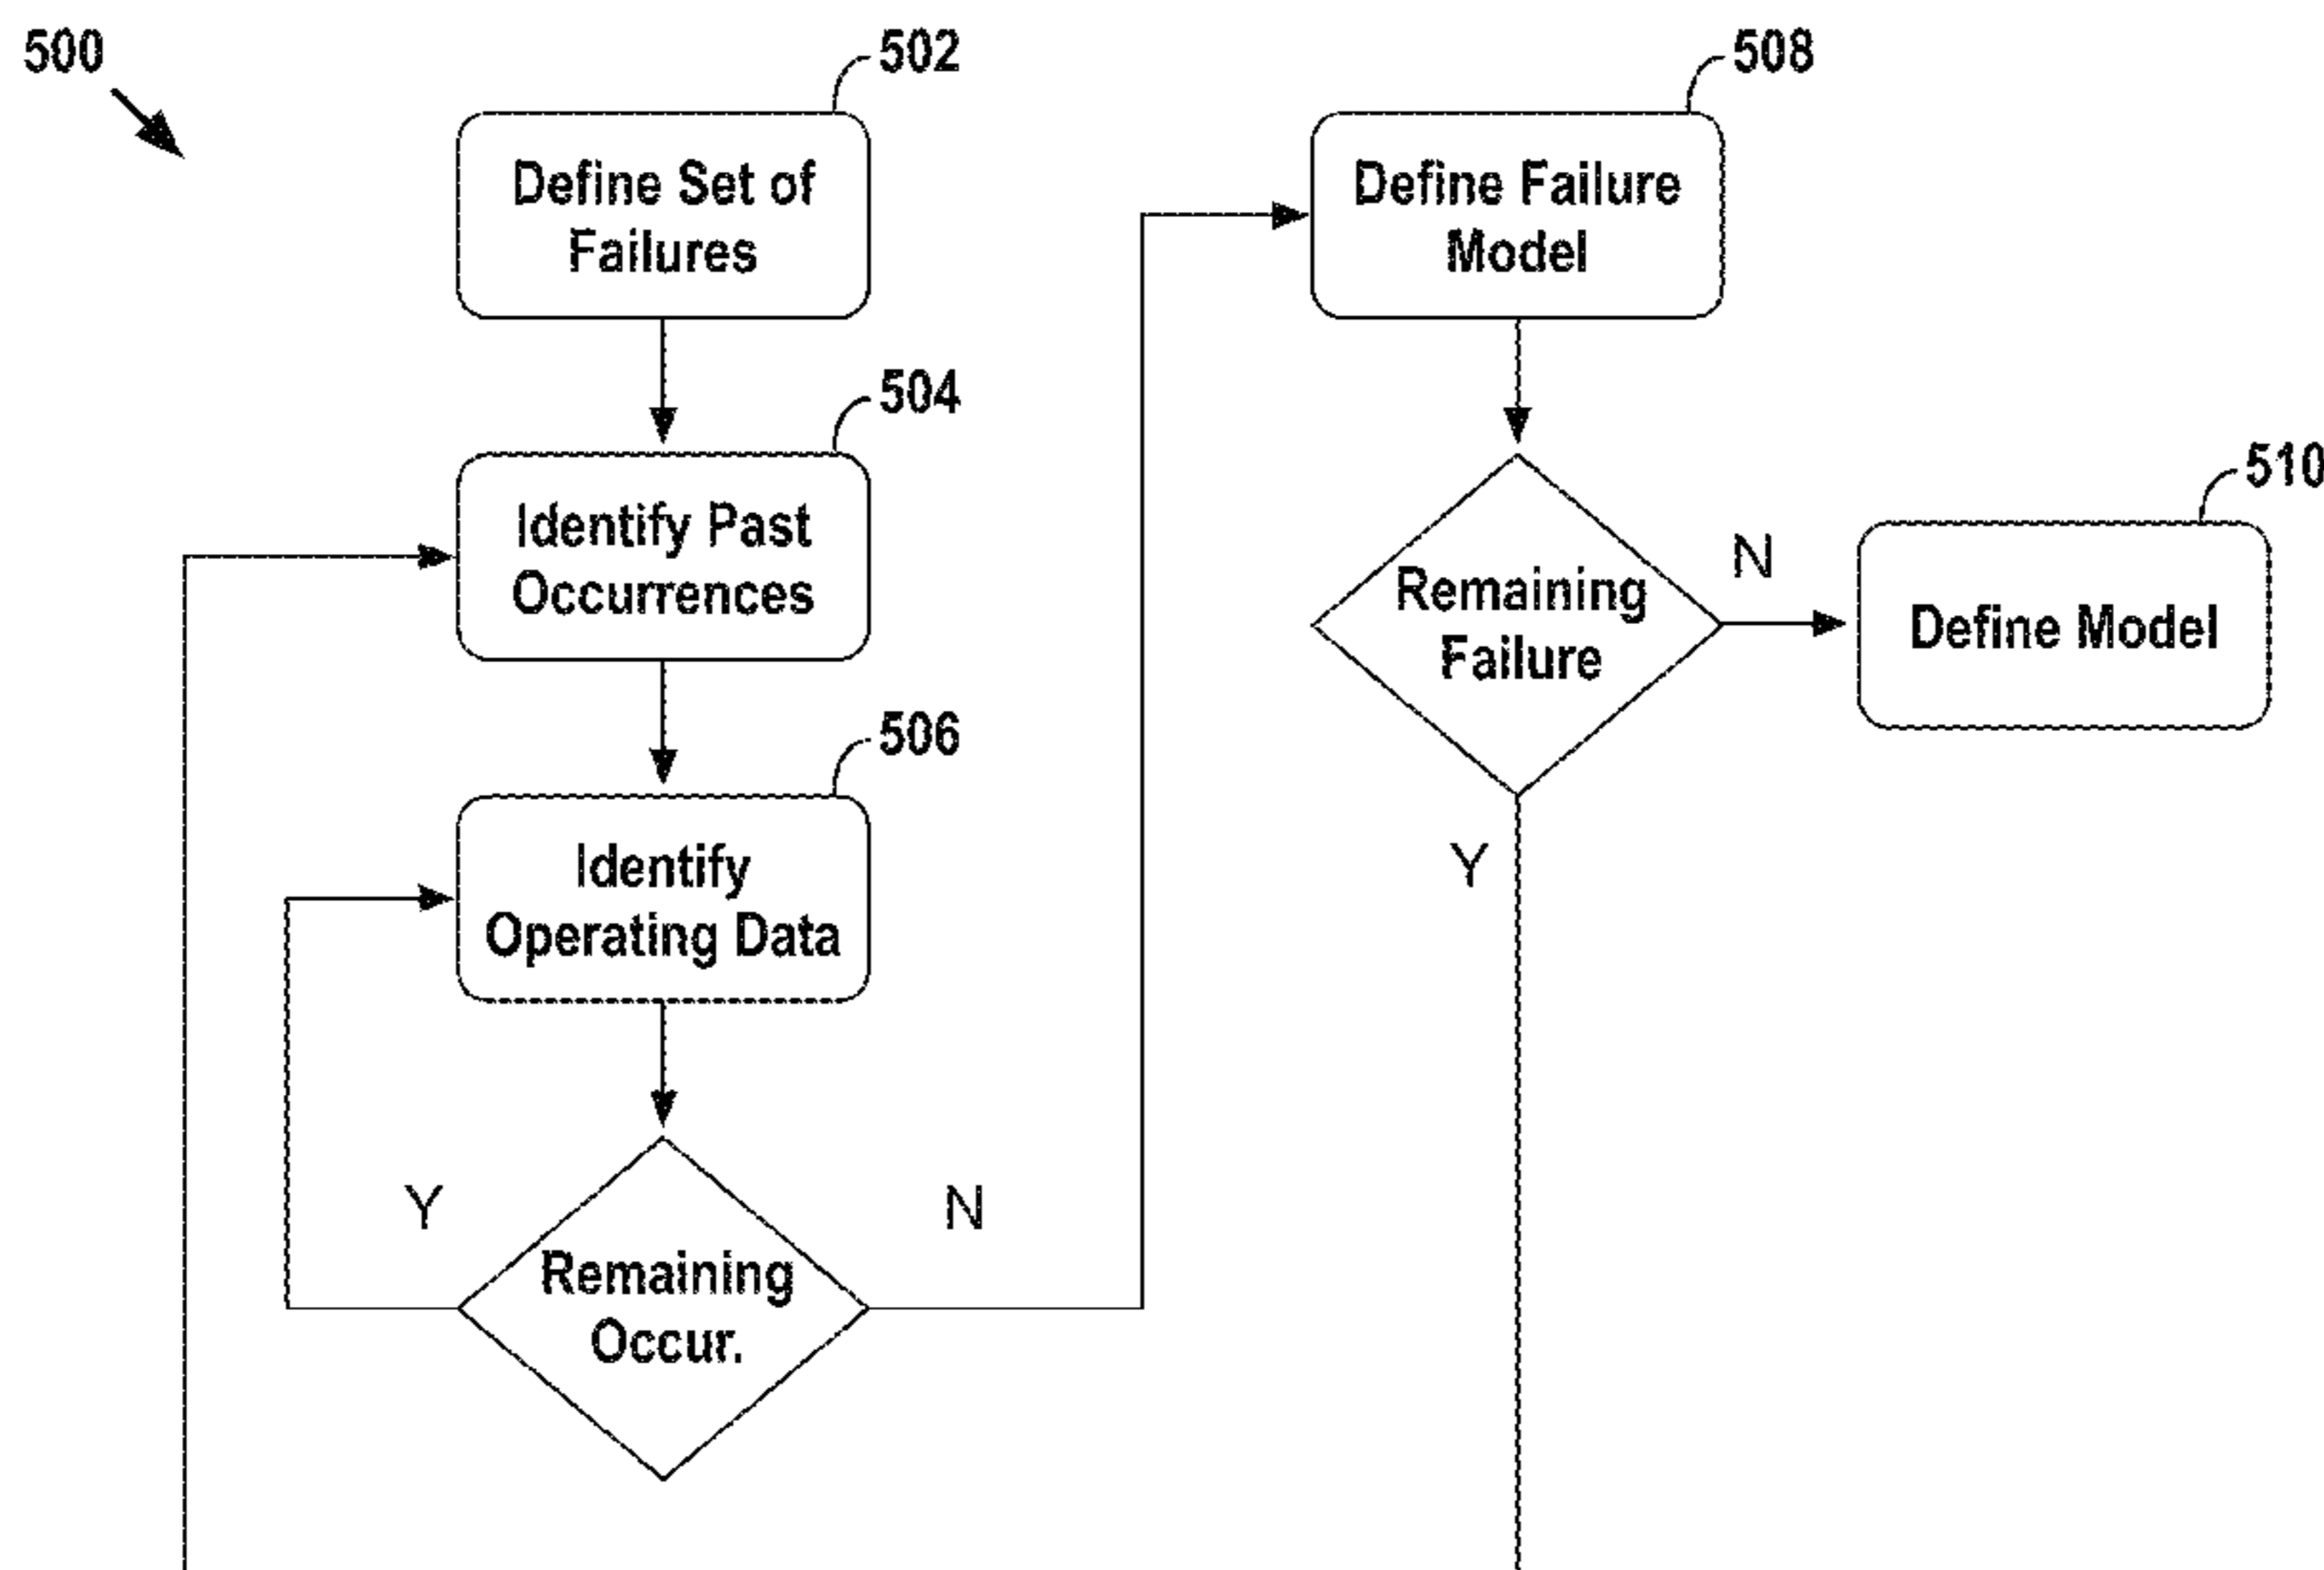 500
502
Define Set of
Failures
504
Identify Past
Occurrences
506
Identify
Operating Data
Y
N
Remaining
Occur.
508
Define Failure
Model
Remaining
Failure
N
Y
510
Define Model